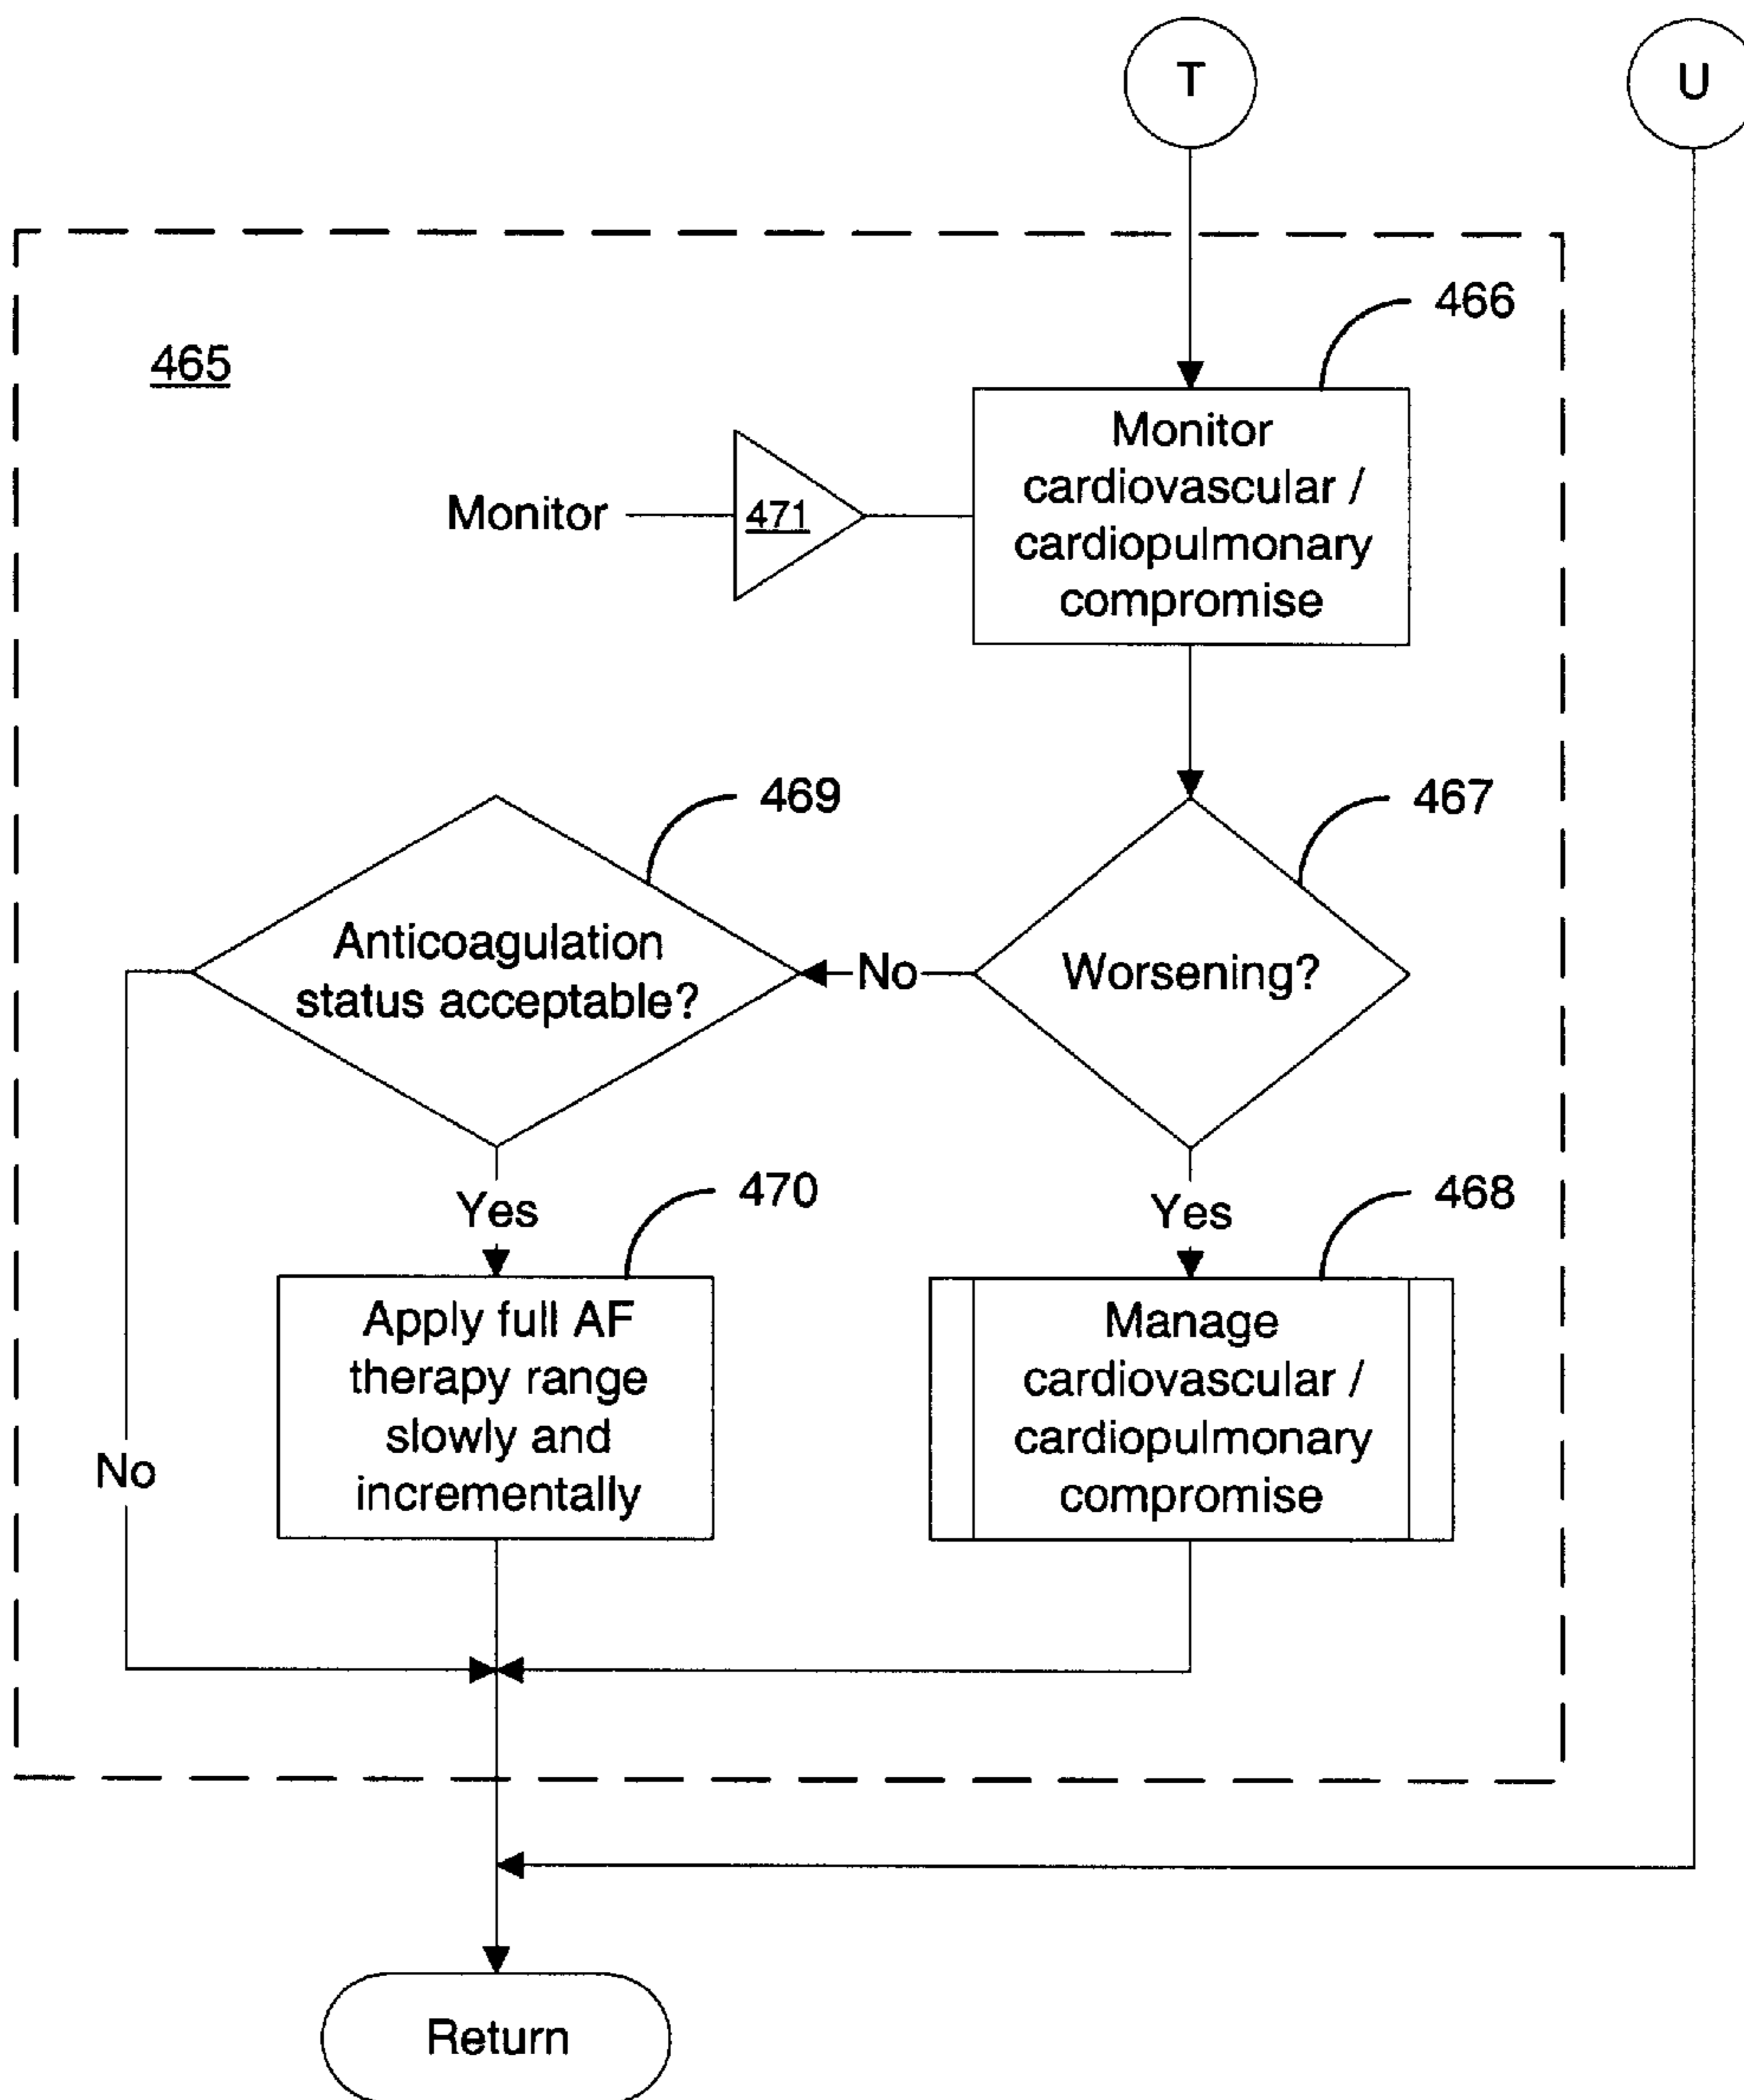 T
U
465
466
Monitor
cardiovascular /
cardiopulmonary
compromise
Monitor
471
469
467
Anticoagulation
status acceptable?
No
Worsening?
Yes
470
Yes
468
Apply full AF
therapy range
slowly and
incrementally
Manage
cardiovascular /
cardiopulmonary
compromise
No
Return